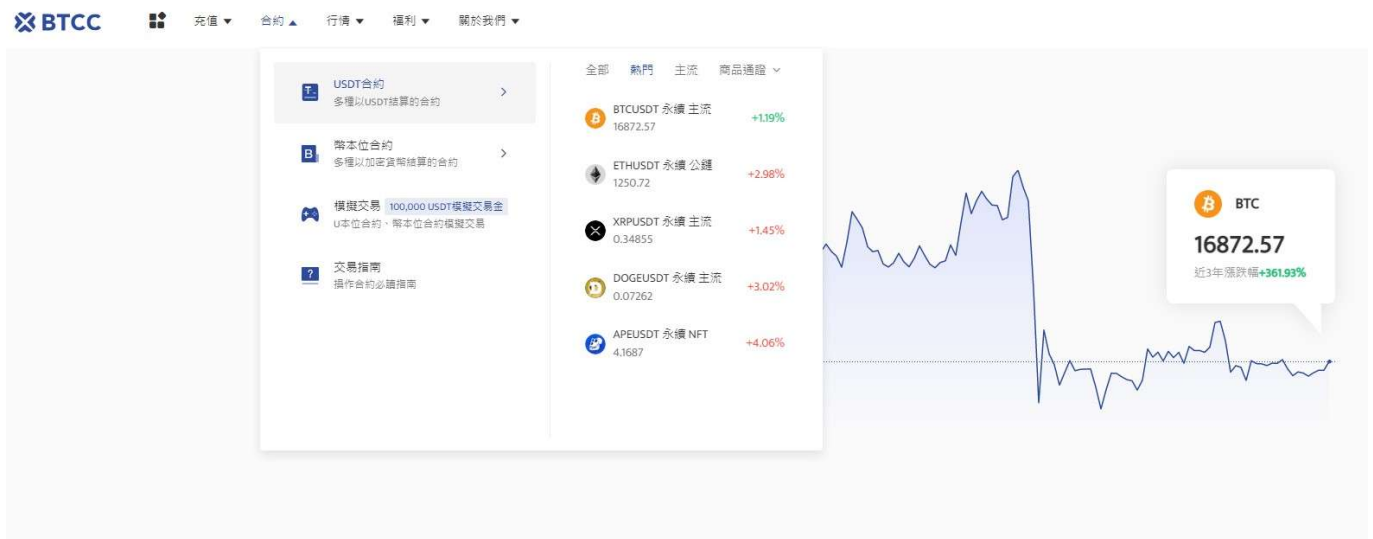 BTCC
充值 ▼ 合約 ▲ 行情 ▼ 福利 ▼ 關於我們 ▼
USDT合約
多種以USDT結算的合約
幣本位合約
多種以加密貨幣結算的合約
模擬交易 100,000 USDT模擬交易金
U本位合約、幣本位合約模擬交易
交易指南
操作合約必讀指南
全部 熱門 主流 商品通證
BTCUSDT 永續 主流
16872.57
+1.19%
ETHUSDT 永續 公鏈
1250.72
+2.98%
XRPUSDT 永續 主流
0.34855
+1.45%
DOGEUSDT 永續 主流
0.07262
+3.02%
APEUSDT 永續 NFT
4.1687
+4.06%
BTC
16872.57
近3年漲跌幅+361.93%